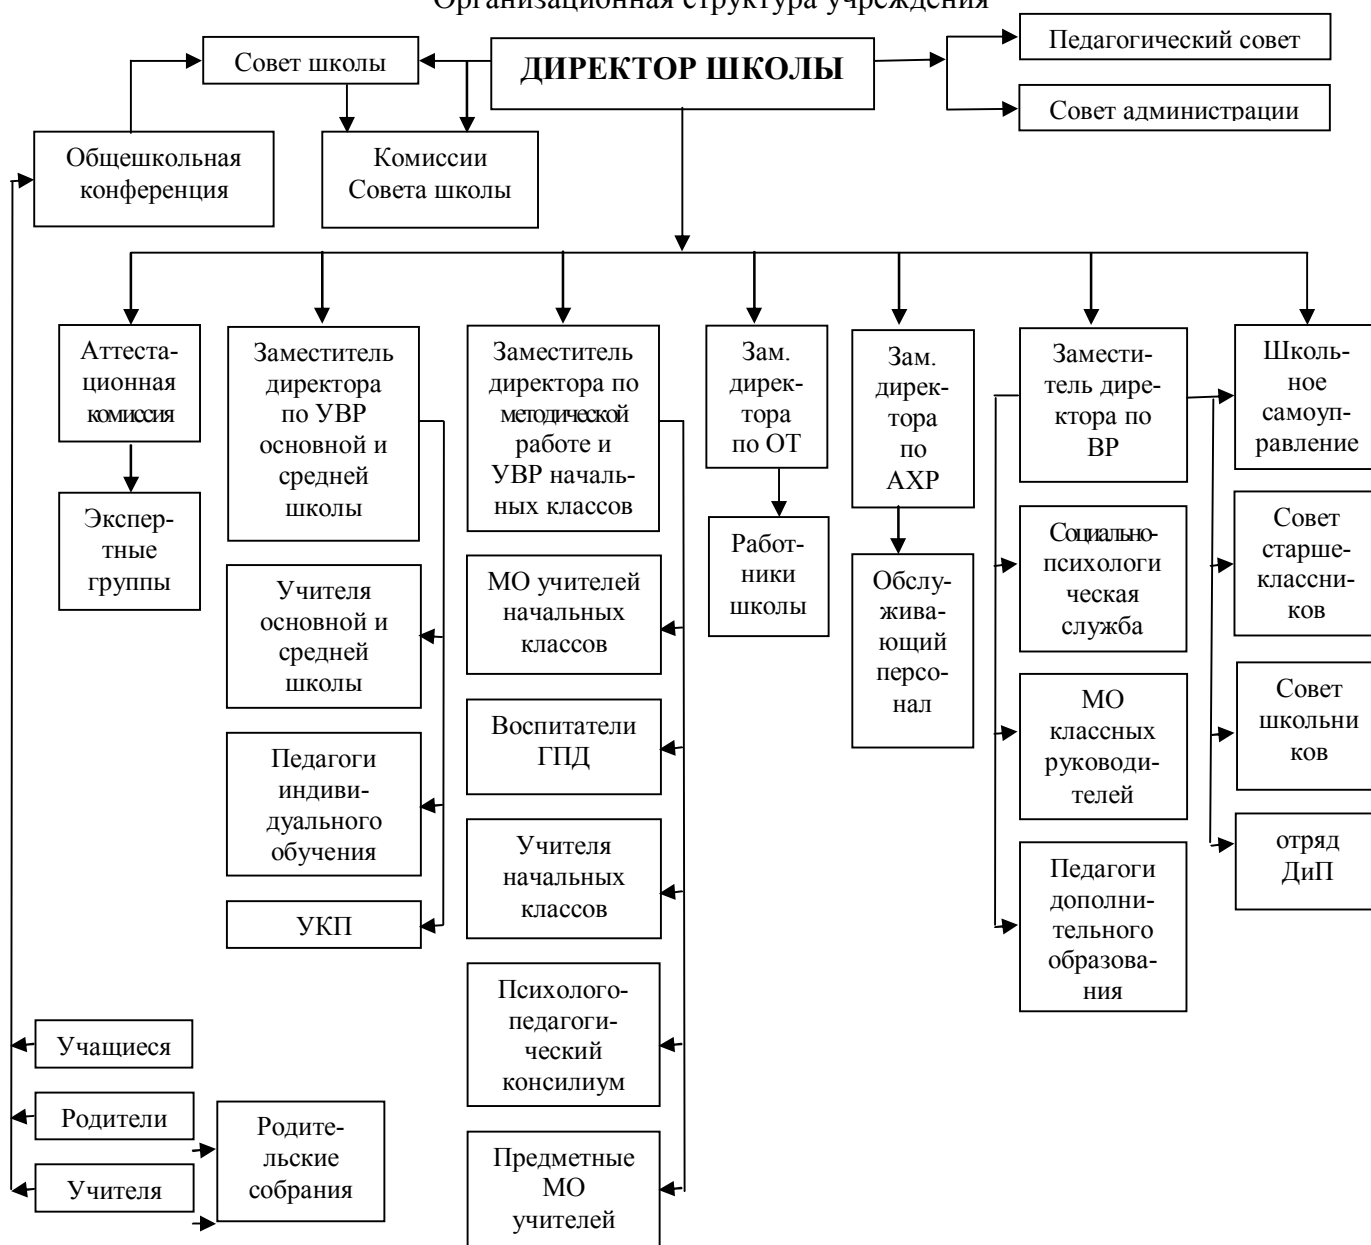 Организационная структура учреждения
Совет школы
ДИРЕКТОР ШКОЛЫ
Педагогический совет
Совет администрации
Общешкольная
конференция
Комиссии
Совета школы
Аттеста-
ционная
комиссия
Заместитель
директора
по УВР
основной и
средней
школы
Заместитель
директора по
методической
работе и
УВР началь-
ных классов
Зам.
дирек-
тора
по ОТ
Зам.
дирек-
тора
по
АХР
Замести-
тель дире-
ктора по
ВР
Школь-
ное
самоуп-
равление
Экспер-
тные
группы
Учителя
основной и
средней
школы
Педагоги
индиви-
дуального
обучения
УКП
МО учителей
начальных
классов
Воспитатели
ГПД
Учителя
начальных
классов
Психолого-
педагоги-
ческий
консилиум
Предметные
МО
учителей
Работ-
ники
школы
Обслу-
живаю-
ющий
персо-
нал
Социально-
психологи
ческая
служба
МО
классных
руководи-
телей
Педагоги
дополни-
тельного
образова-
ния
Совет
старше-
классни-
ков
Совет
школьни
ков
отряд
ДиП
Учащиеся
Родители
Учителя
Родите-
льские
собрания